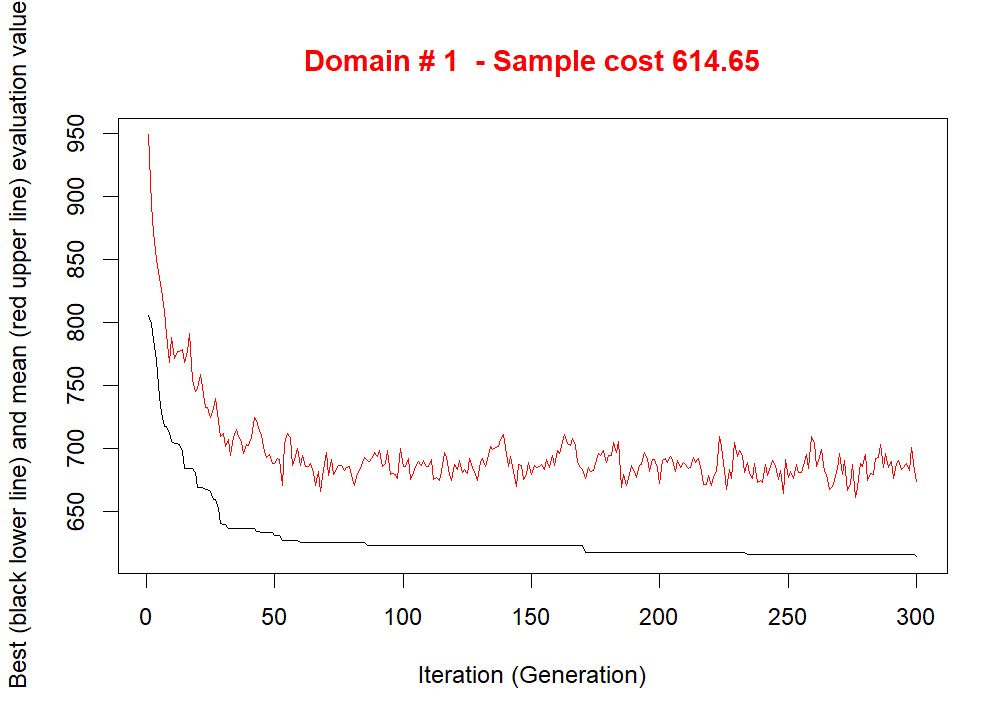 Domain # 1  - Sample cost 614.65
Best (black lower line) and mean (red upper line) evaluation value
950
900
850
800
750
700
650
0 50 100 150 200 250 300
Iteration (Generation)